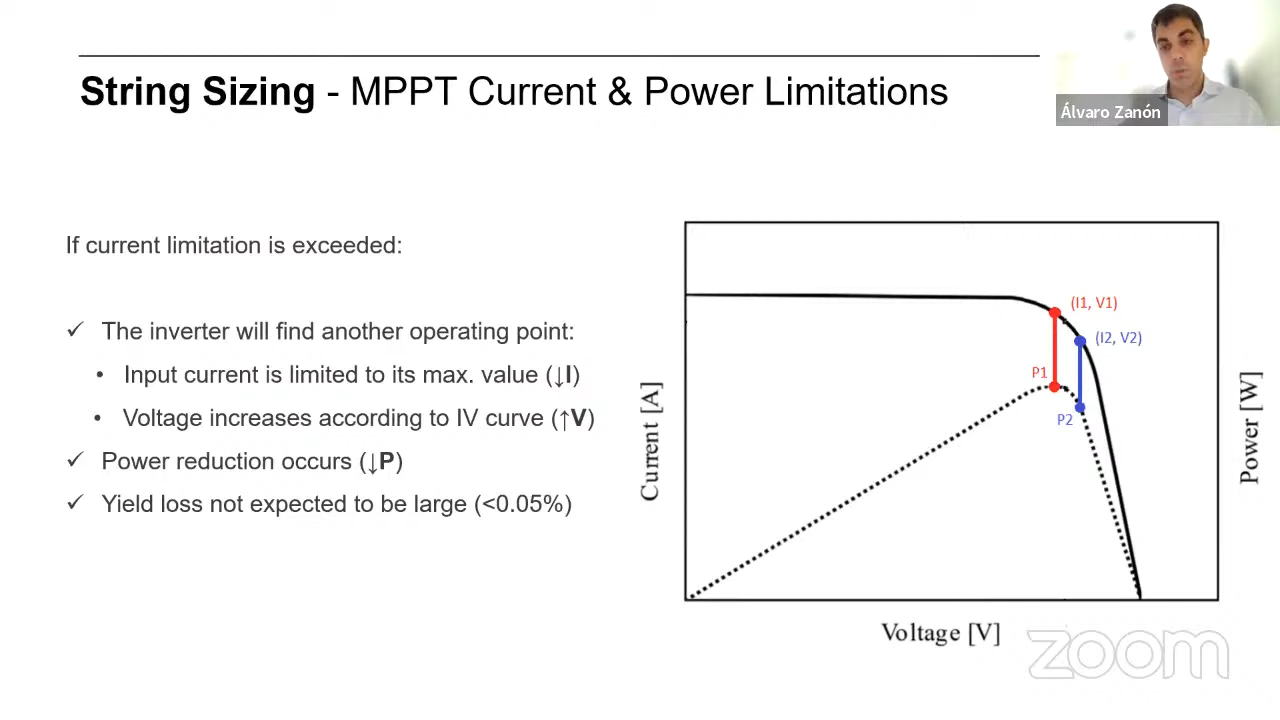 String Sizing - MPPT Current & Power Limitations
Álvaro Zanón
If current limitation is exceeded:
✓ The inverter will find another operating point:
• Input current is limited to its max. value (↓I)
• Voltage increases according to IV curve (↑V)
✓ Power reduction occurs (↓P)
✓ Yield loss not expected to be large (<0.05%)
Current [A]
(I1, V1)
(I2, V2)
P1
P2
Power [W]
Voltage [V]
zoom